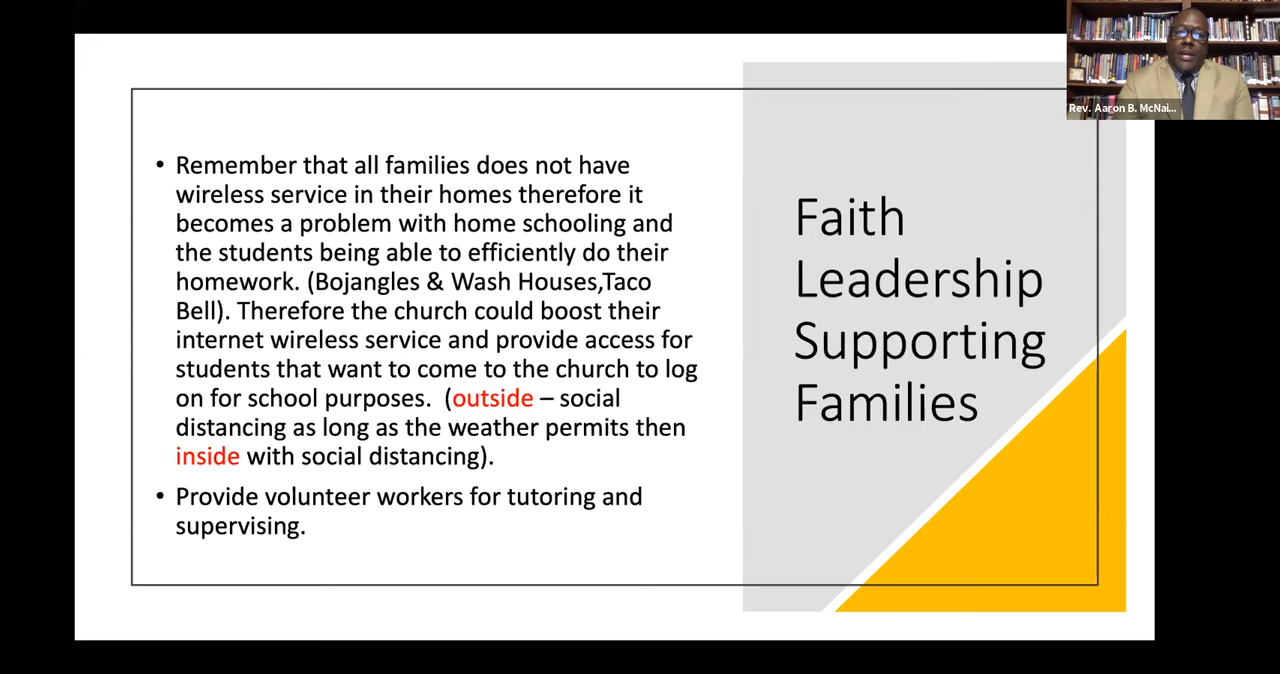 Rev. Aaron B. McNai...
• Remember that all families does not have
wireless service in their homes therefore it
becomes a problem with home schooling and
the students being able to efficiently do their
homework. (Bojangles & Wash Houses,Taco
Bell). Therefore the church could boost their
internet wireless service and provide access for
students that want to come to the church to log
on for school purposes.  (outside – social
distancing as long as the weather permits then
inside with social distancing).
• Provide volunteer workers for tutoring and
supervising.
Faith
Leadership
Supporting
Families